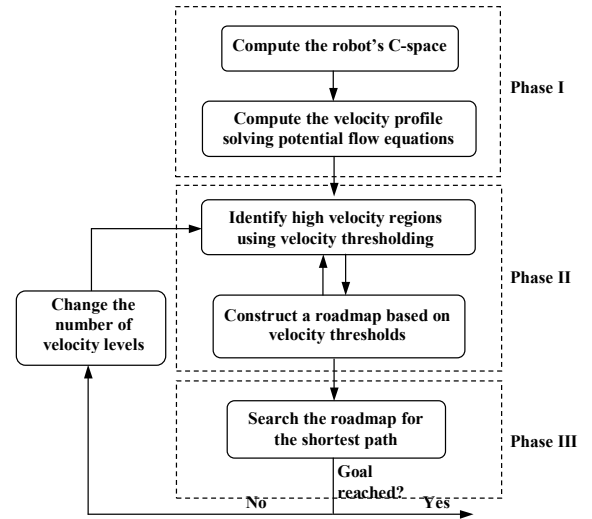 Compute the robot's C-space
Phase I
Compute the velocity profile
solving potential flow equations
Identify high velocity regions
using velocity thresholding
Phase II
Change the
number of
velocity levels
Construct a roadmap based on
velocity thresholds
Search the roadmap for
the shortest path
Phase III
Goal
reached?
No
Yes